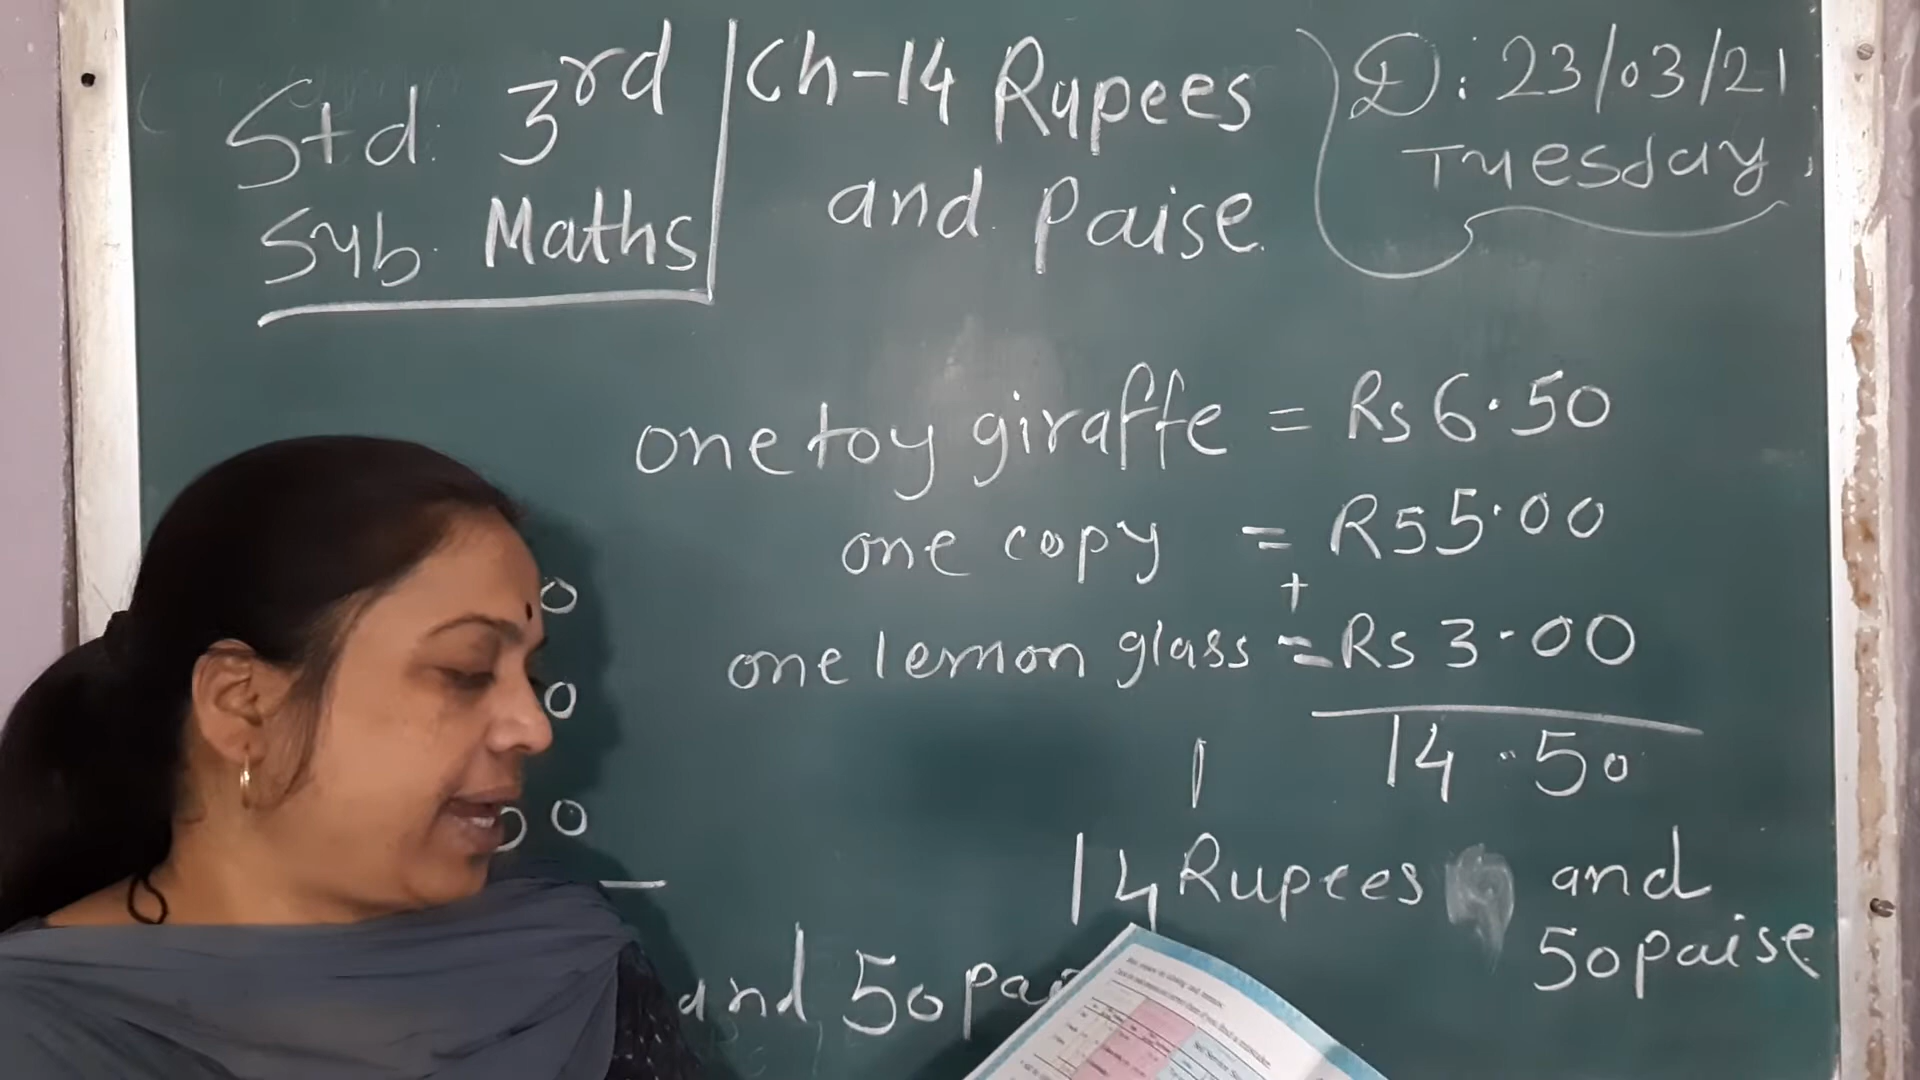 Std: 3rd
Sub. Maths
Ch-14 Rupees
and Paise.
D: 23/03/21
Tuesday.
one toy giraffe = Rs 6.50
one copy = Rs 5.00
+
one lemon glass = Rs 3.00
1 14.50
14 Rupees and
50 paise
and 50 pai